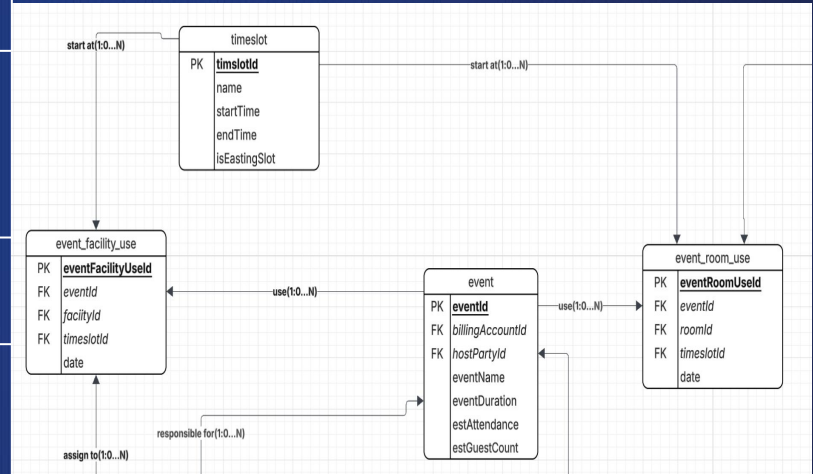 start at(1:0...N)
timeslot
PK timslotId
name
startTime
endTime
isEastingSlot
start at(1:0...N)
event_facility_use
PK eventFacilityUseId
FK eventId
FK faciityId
FK timeslotId
date
use(1:0...N)
event
PK eventId
FK billingAccountId
FK hostPartyId
eventName
eventDuration
estAttendance
estGuestCount
use(1:0...N)
event_room_use
PK eventRoomUseId
FK eventId
FK roomId
FK timeslotId
date
responsible for(1:0...N)
assign to(1:0...N)